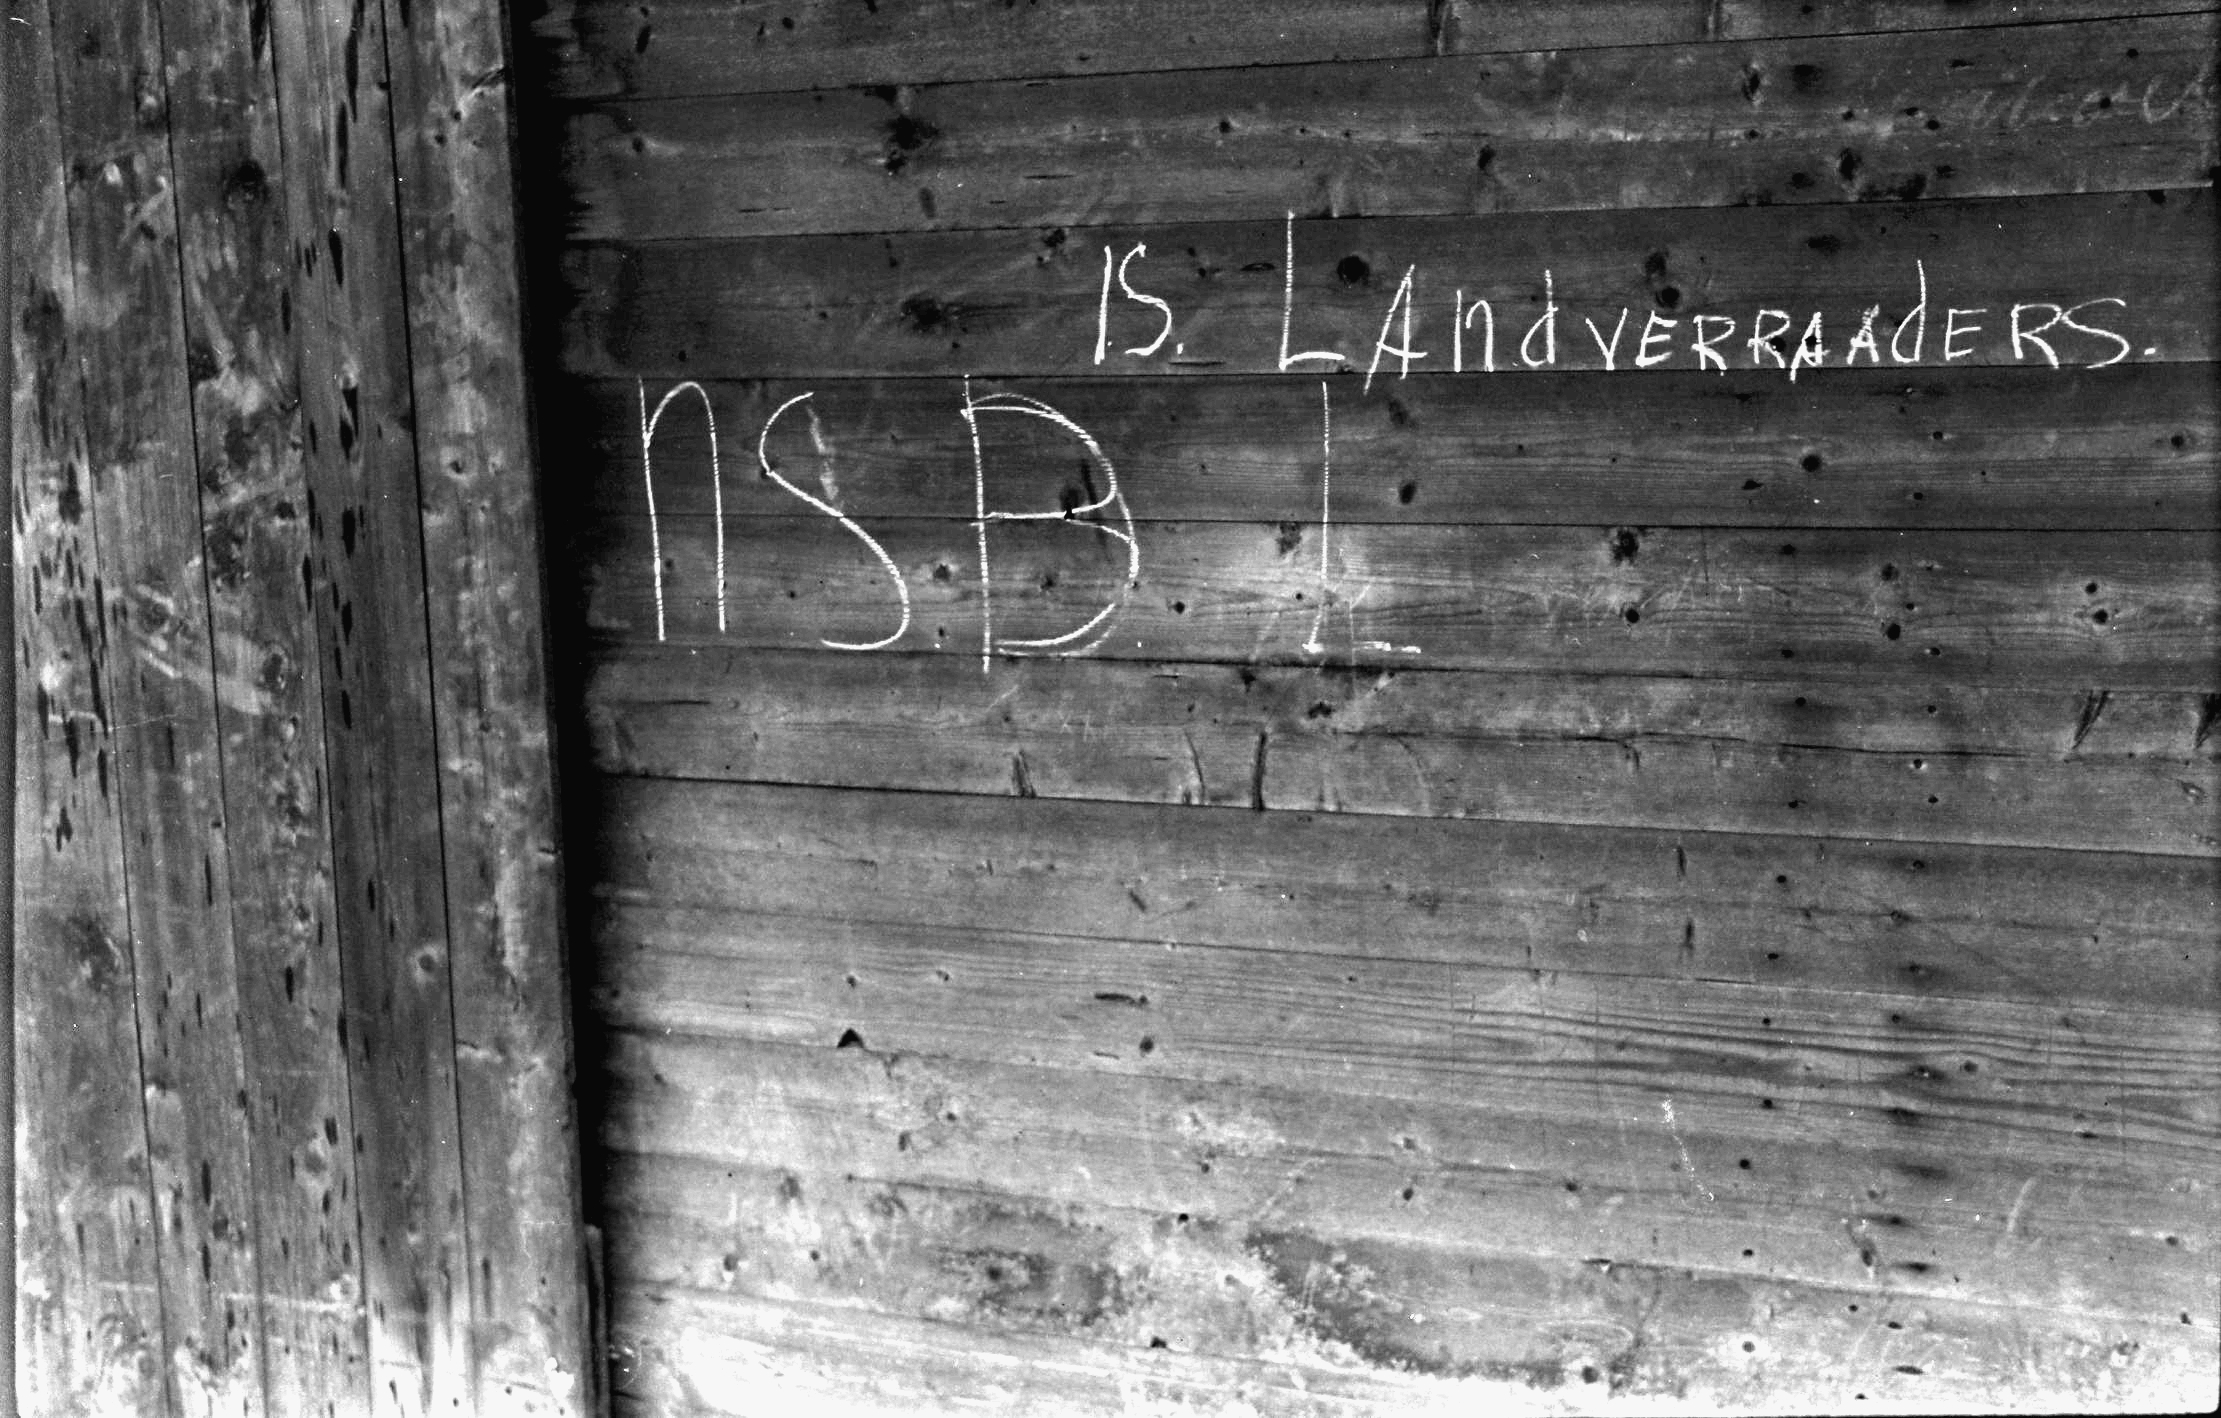 IS. LAndVERRAAdERS.
nSB. L